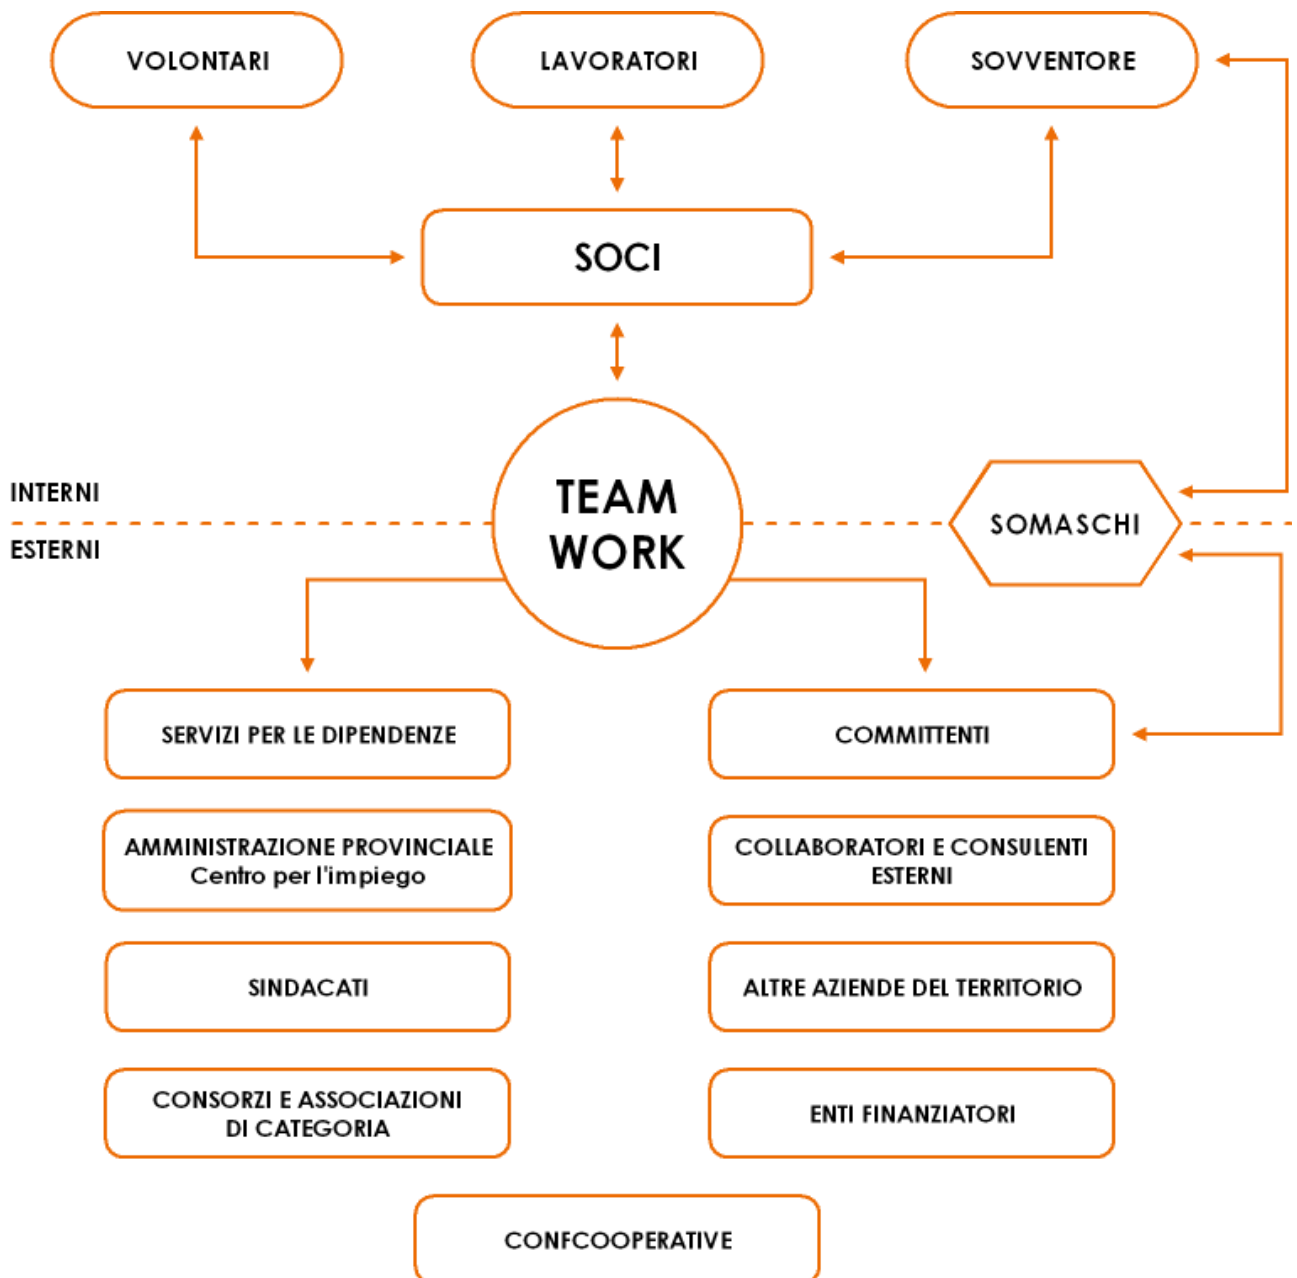 VOLONTARI
LAVORATORI
SOVVENTORE
SOCI
INTERNI
ESTERNI
TEAM
WORK
SOMASCHI
SERVIZI PER LE DIPENDENZE
COMMITTENTI
AMMINISTRAZIONE PROVINCIALE
Centro per l'impiego
COLLABORATORI E CONSULENTI
ESTERNI
SINDACATI
ALTRE AZIENDE DEL TERRITORIO
CONSORZI E ASSOCIAZIONI
DI CATEGORIA
ENTI FINANZIATORI
CONFCOOPERATIVE